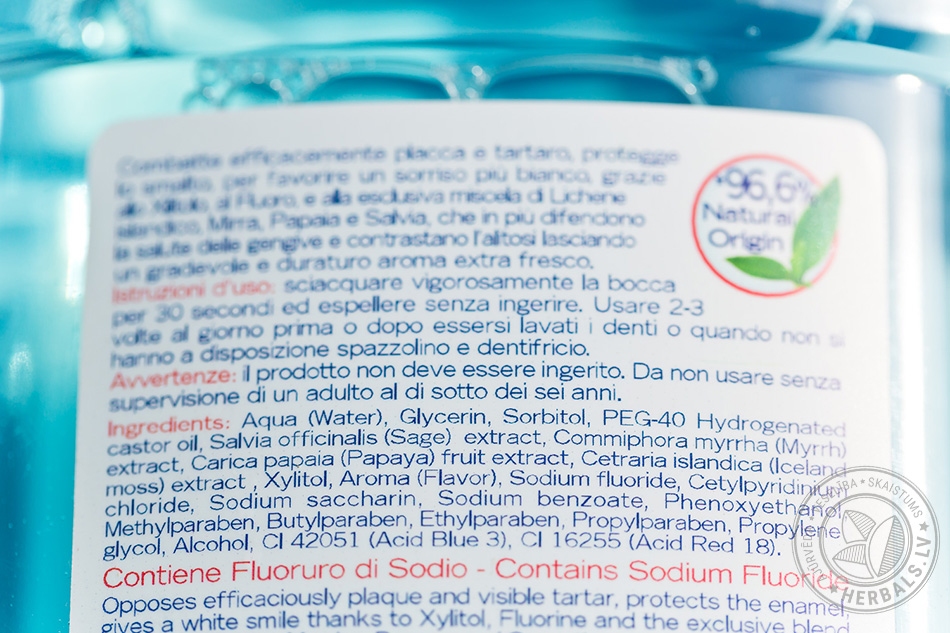 Combatte efficacemente placca e tartaro, protegge
lo smalto, per favorire un sorriso più bianco, grazie
allo Xilitolo, al Fluoro, e alla esclusiva miscela di Lichene
islandico, Mirra, Papaia e Salvia, che in più difendono
la salute delle gengive e contrastano l'alitosi lasciando
un gradevole e duraturo aroma extra fresco.
*96,6%
Natural
Origin
Istruzioni d'uso: sciacquare vigorosamente la bocca
per 30 secondi ed espellere senza ingerire. Usare 2-3
volte al giorno prima o dopo essersi lavati i denti o quando non si
hanno a disposizione spazzolino e dentifricio.
Avvertenze: il prodotto non deve essere ingerito. Da non usare senza
supervisione di un adulto al di sotto dei sei anni.
Ingredients: Aqua (Water), Glycerin, Sorbitol, PEG-40 Hydrogenated
castor oil, Salvia officinalis (Sage) extract, Commiphora myrrha (Myrrh)
extract, Carica papaia (Papaya) fruit extract, Cetraria islandica (Iceland
moss) extract , Xylitol, Aroma (Flavor), Sodium fluoride, Cetylpyridinium
chloride, Sodium saccharin, Sodium benzoate, Phenoxyethanol,
Methylparaben, Butylparaben, Ethylparaben, Propylparaben, Propylene
glycol, Alcohol, CI 42051 (Acid Blue 3), CI 16255 (Acid Red 18).
Contiene Fluoruro di Sodio - Contains Sodium Fluoride
Opposes efficaciously plaque and visible tartar, protects the enamel,
gives a white smile thanks to Xylitol, Fluorine and the exclusive blend
SKAISTUMS
HERBALS.LV